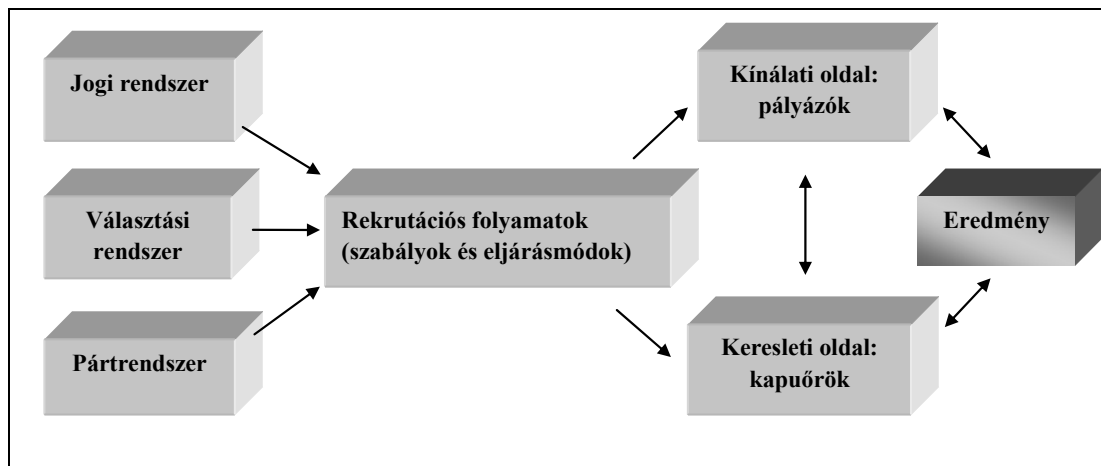 Jogi rendszer
Választási
rendszer
Pártrendszer
Rekrutációs folyamatok
(szabályok és eljárásmódok)
Kínálati oldal:
pályázók
Keresleti oldal:
kapuőrök
Eredmény